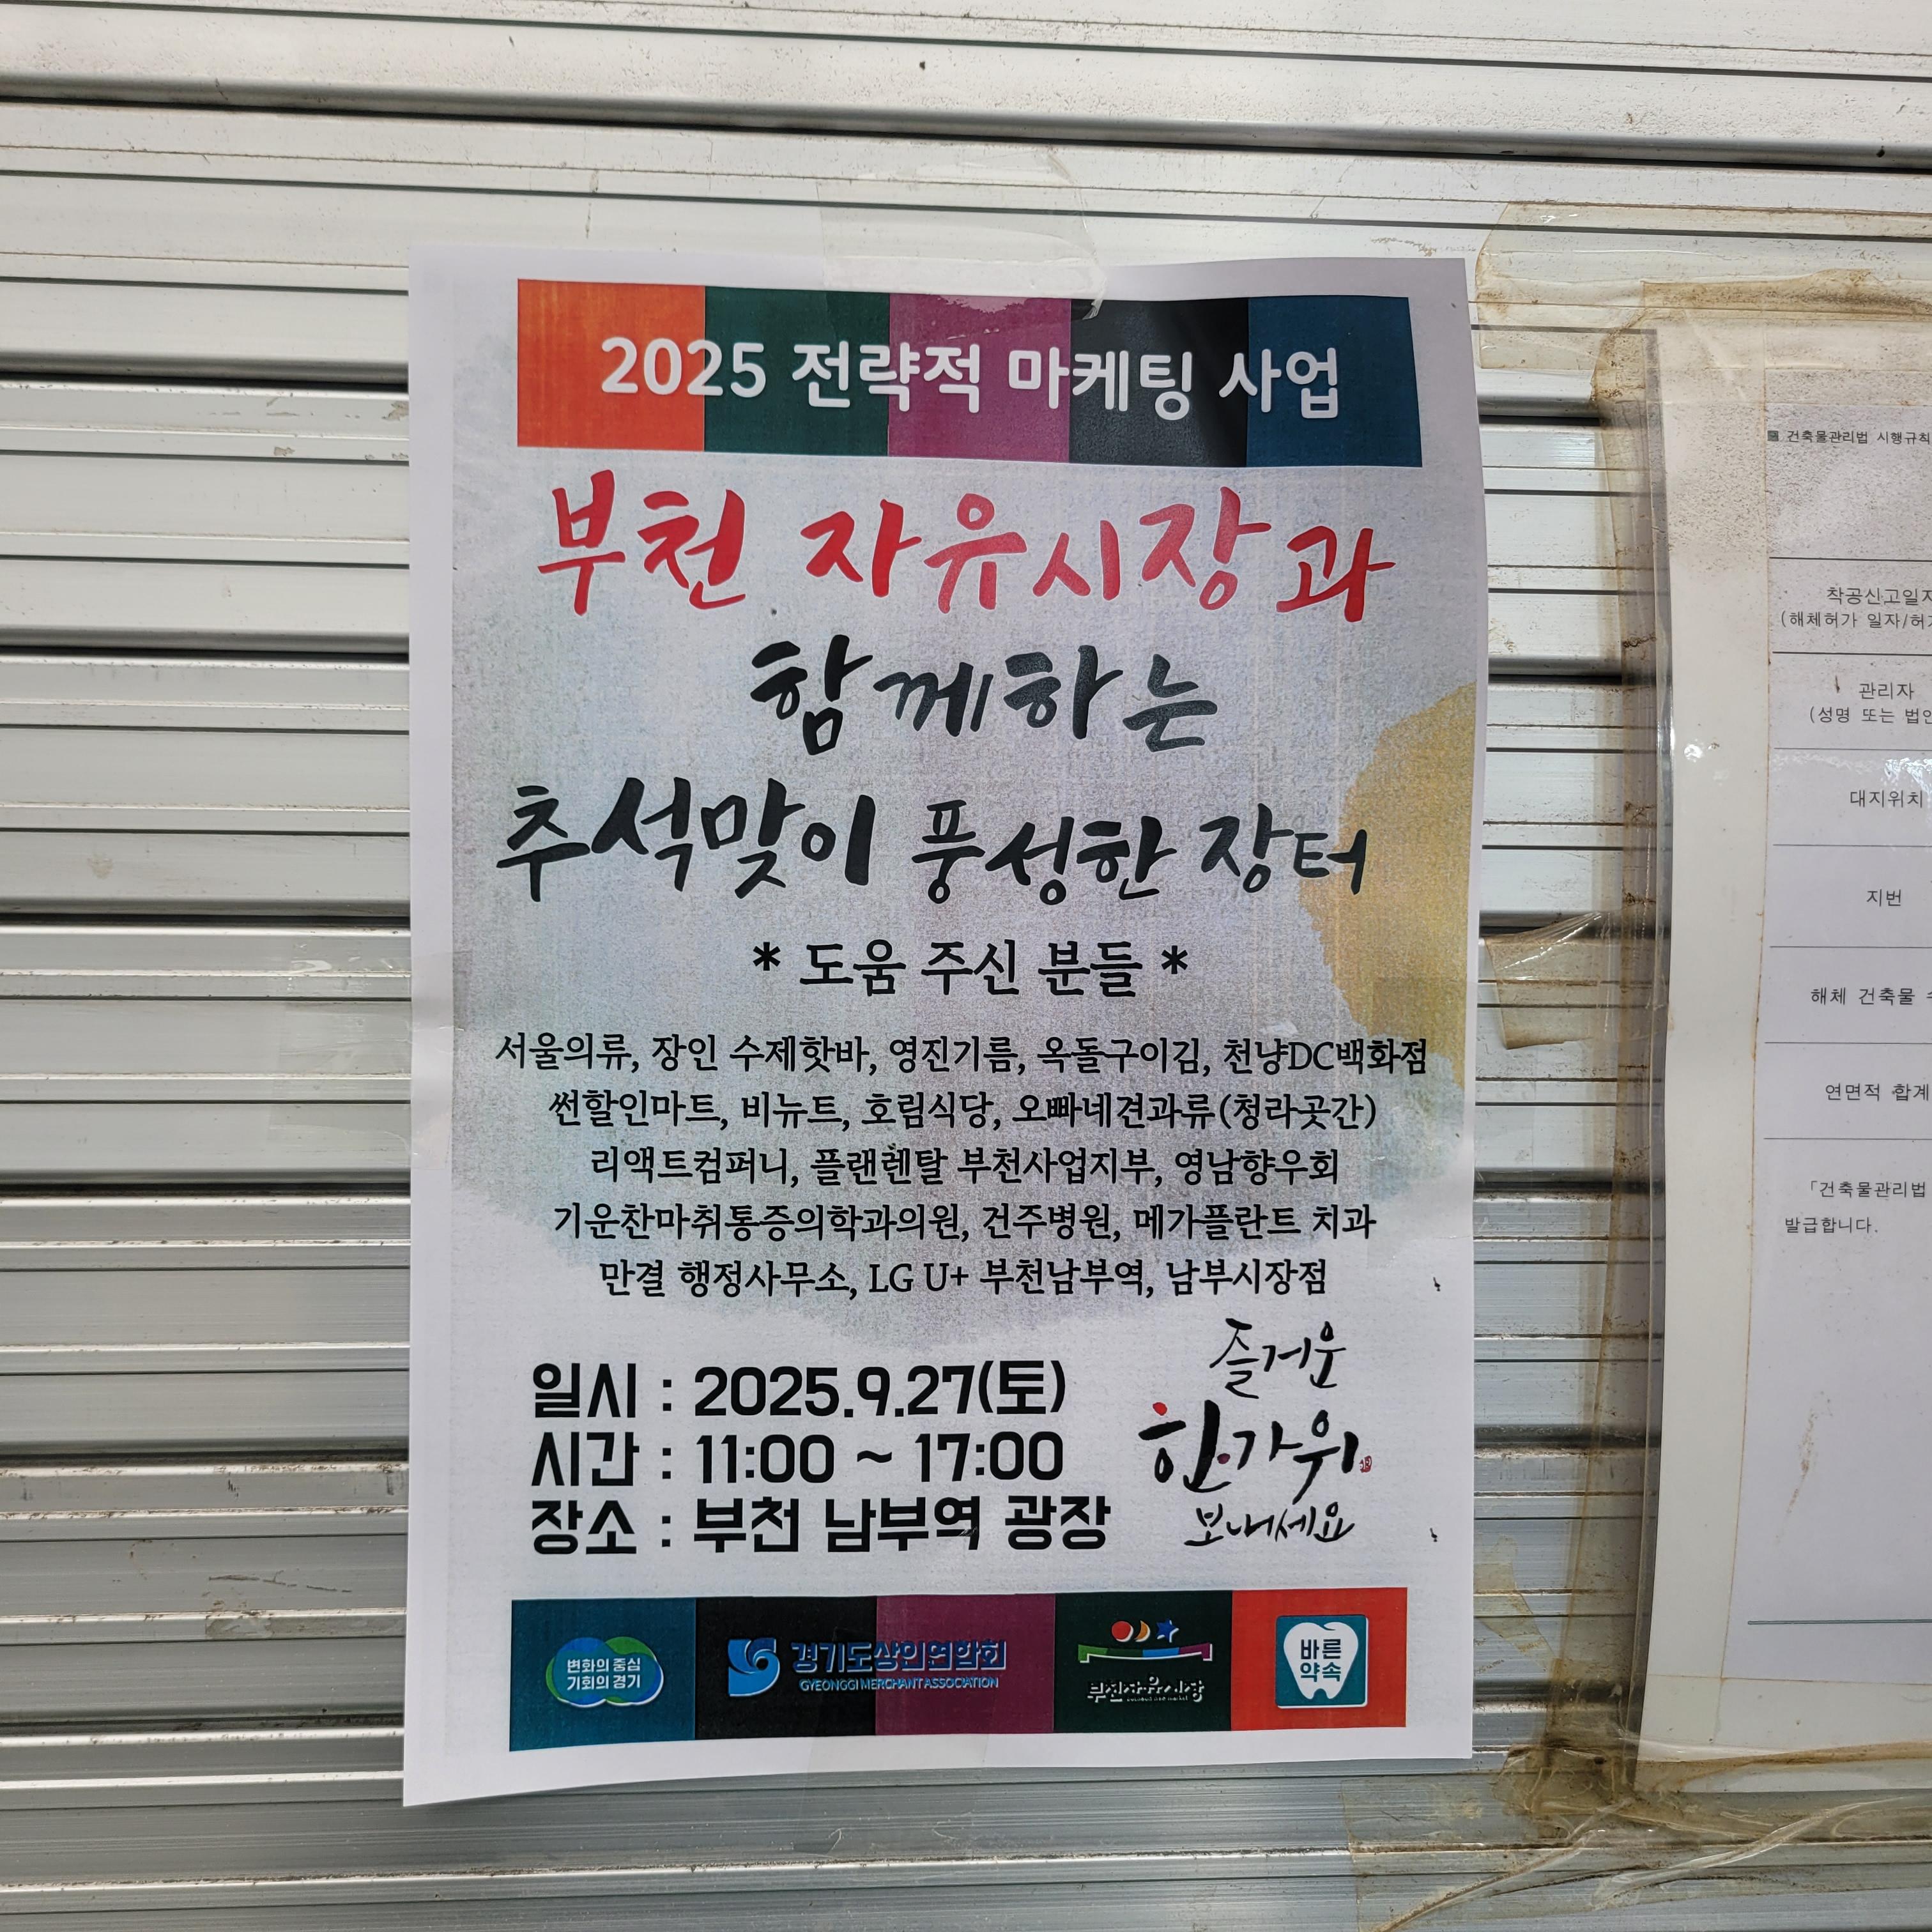 2025 전략적 마케팅 사업
부천 자유시장과
함께하는
추석맞이 풍성한 장터
* 도움 주신 분들 *
서울의류, 장인 수제핫바, 영진기름, 옥돌구이김, 천냥DC백화점
썬할인마트, 비뉴트, 호림식당, 오빠네견과류(청라곳간)
리액트컴퍼니, 플랜렌탈 부천사업지부, 영남향우회
기운찬마취통증의학과의원, 건주병원, 메가플란트 치과
만결 행정사무소, LG U+ 부천남부역, 남부시장점
일시 : 2025.9.27(토)
시간 : 11:00 ~ 17:00
장소 : 부천 남부역 광장
즐거운
한가위
보내세요
변화의 중심
기회의 경기
경기도상인연합회
GYEONGGI MERCHANT ASSOCIATION
부천자유시장
바른
약속
건축물관리법 시행규칙
착공신고일자
(해체허가 일자/허가
관리자
(성명 또는 법인
대지위치
지번
해체 건축물
연면적 합계
「건축물관리법
발급합니다.